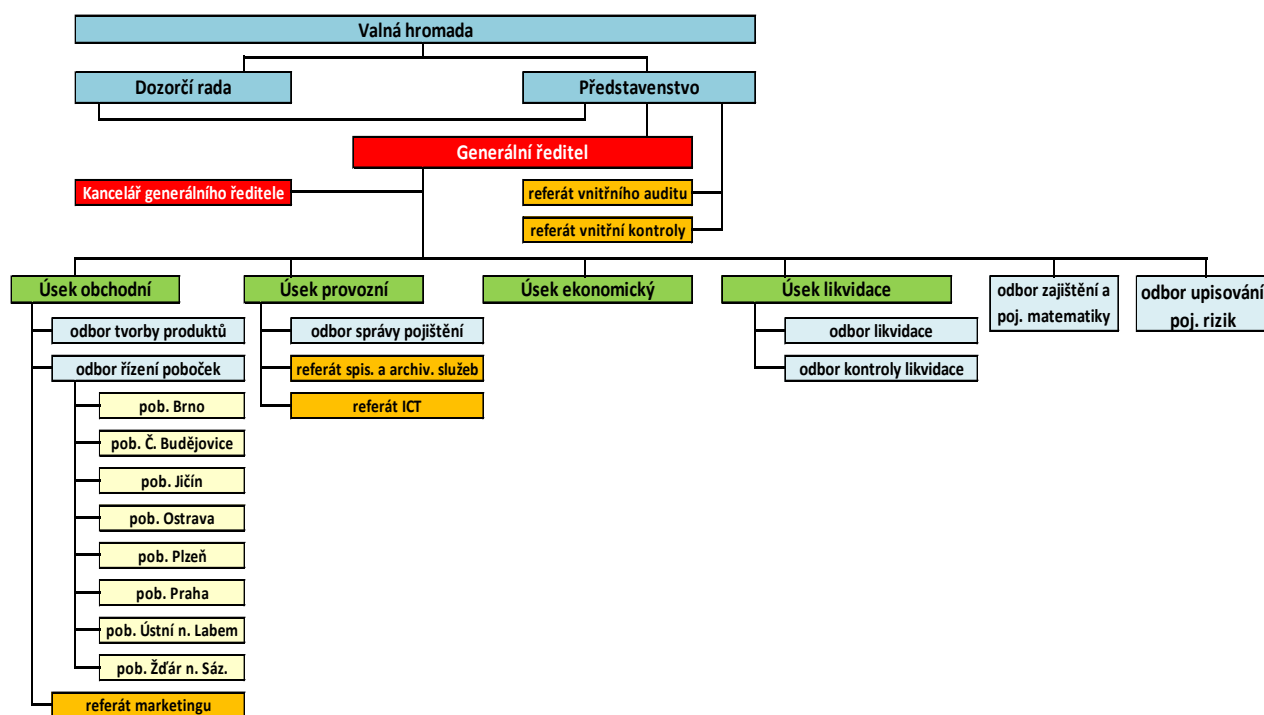 Valná hromada
Dozorčí rada
Představenstvo
Generální ředitel
Kancelář generálního ředitele
referát vnitřního auditu
referát vnitřní kontroly
Úsek obchodní
Úsek provozní
Úsek ekonomický
Úsek likvidace
odbor zajištění a
poj. matematiky
odbor upisování
poj. rizik
odbor tvorby produktů
odbor řízení poboček
pob. Brno
pob. Č. Budějovice
pob. Jičín
pob. Ostrava
pob. Plzeň
pob. Praha
pob. Ústní n. Labem
pob. Žďár n. Sáz.
referát marketingu
odbor správy pojištění
referát spis. a archiv. služeb
referát ICT
odbor likvidace
odbor kontroly likvidace